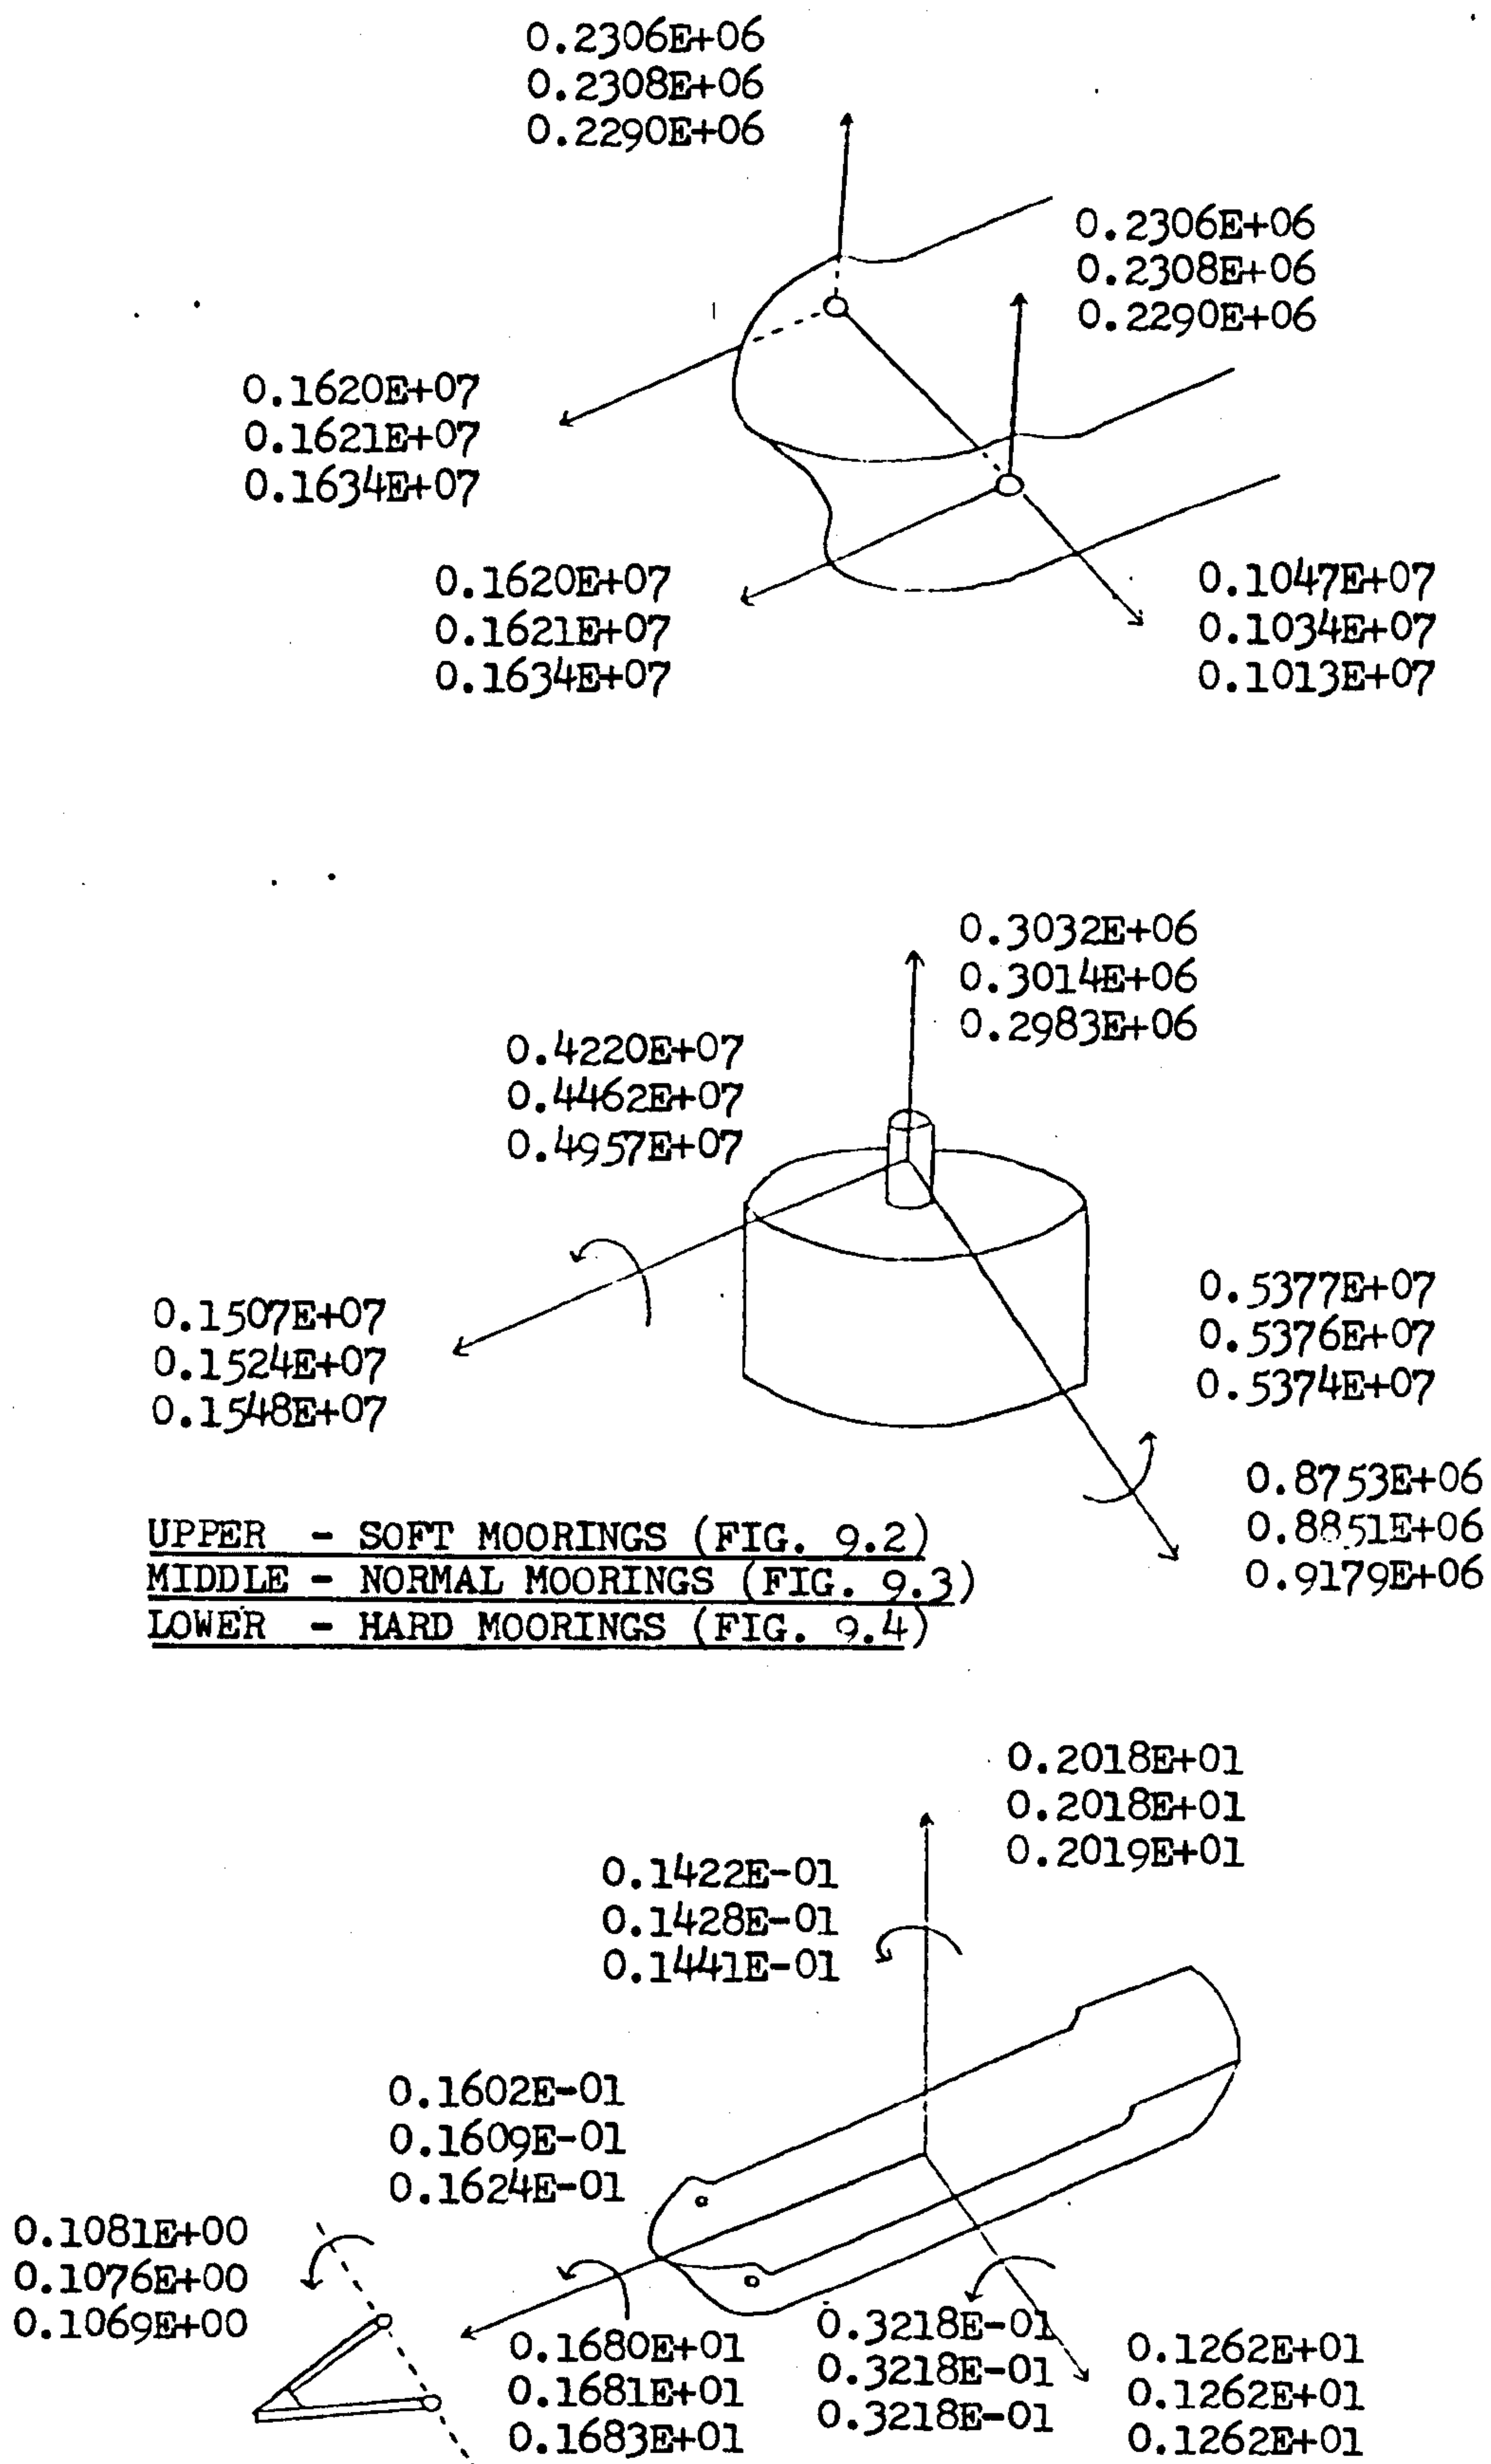 0.2306E+06
0.2308E+06
0.2290E+06
0.2306E+06
0.2308E+06
0.2290E+06
0.1620E+07
0.1621E+07
0.1634E+07
0.1620E+07
0.1621E+07
0.1634E+07
0.1047E+07
0.1034E+07
0.1013E+07
0.3032E+06
0.3014E+06
0.2983E+06
0.4220E+07
0.4462E+07
0.4957E+07
0.1507E+07
0.1524E+07
0.1548E+07
0.5377E+07
0.5376E+07
0.5374E+07
0.8753E+06
0.8851E+06
0.9179E+06
UPPER - SOFT MOORINGS (FIG. 9.2)
MIDDLE - NORMAL MOORINGS (FIG. 9.3)
LOWER - HARD MOORINGS (FIG. 9.4)
0.2018E+01
0.2018E+01
0.2019E+01
0.1422E-01
0.1428E-01
0.1441E-01
0.1602E-01
0.1609E-01
0.1624E-01
0.1081E+00
0.1076E+00
0.1069E+00
0.1680E+01
0.1681E+01
0.1683E+01
0.3218E-01
0.3218E-01
0.3218E-01
0.1262E+01
0.1262E+01
0.1262E+01